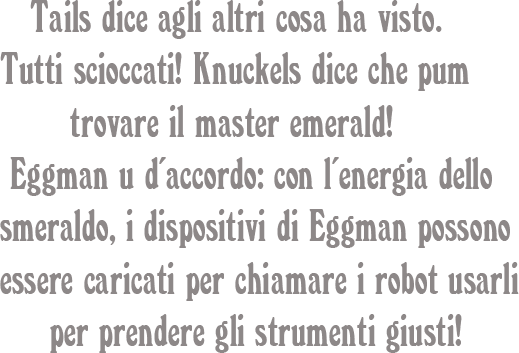 Tails dice agli altri cosa ha visto.
Tutti scioccati! Knuckels dice che pum
trovare il master emerald!
Eggman u d'accordo: con l'energia dello
smeraldo, i dispositivi di Eggman possono
essere caricati per chiamare i robot usarli
per prendere gli strumenti giusti!